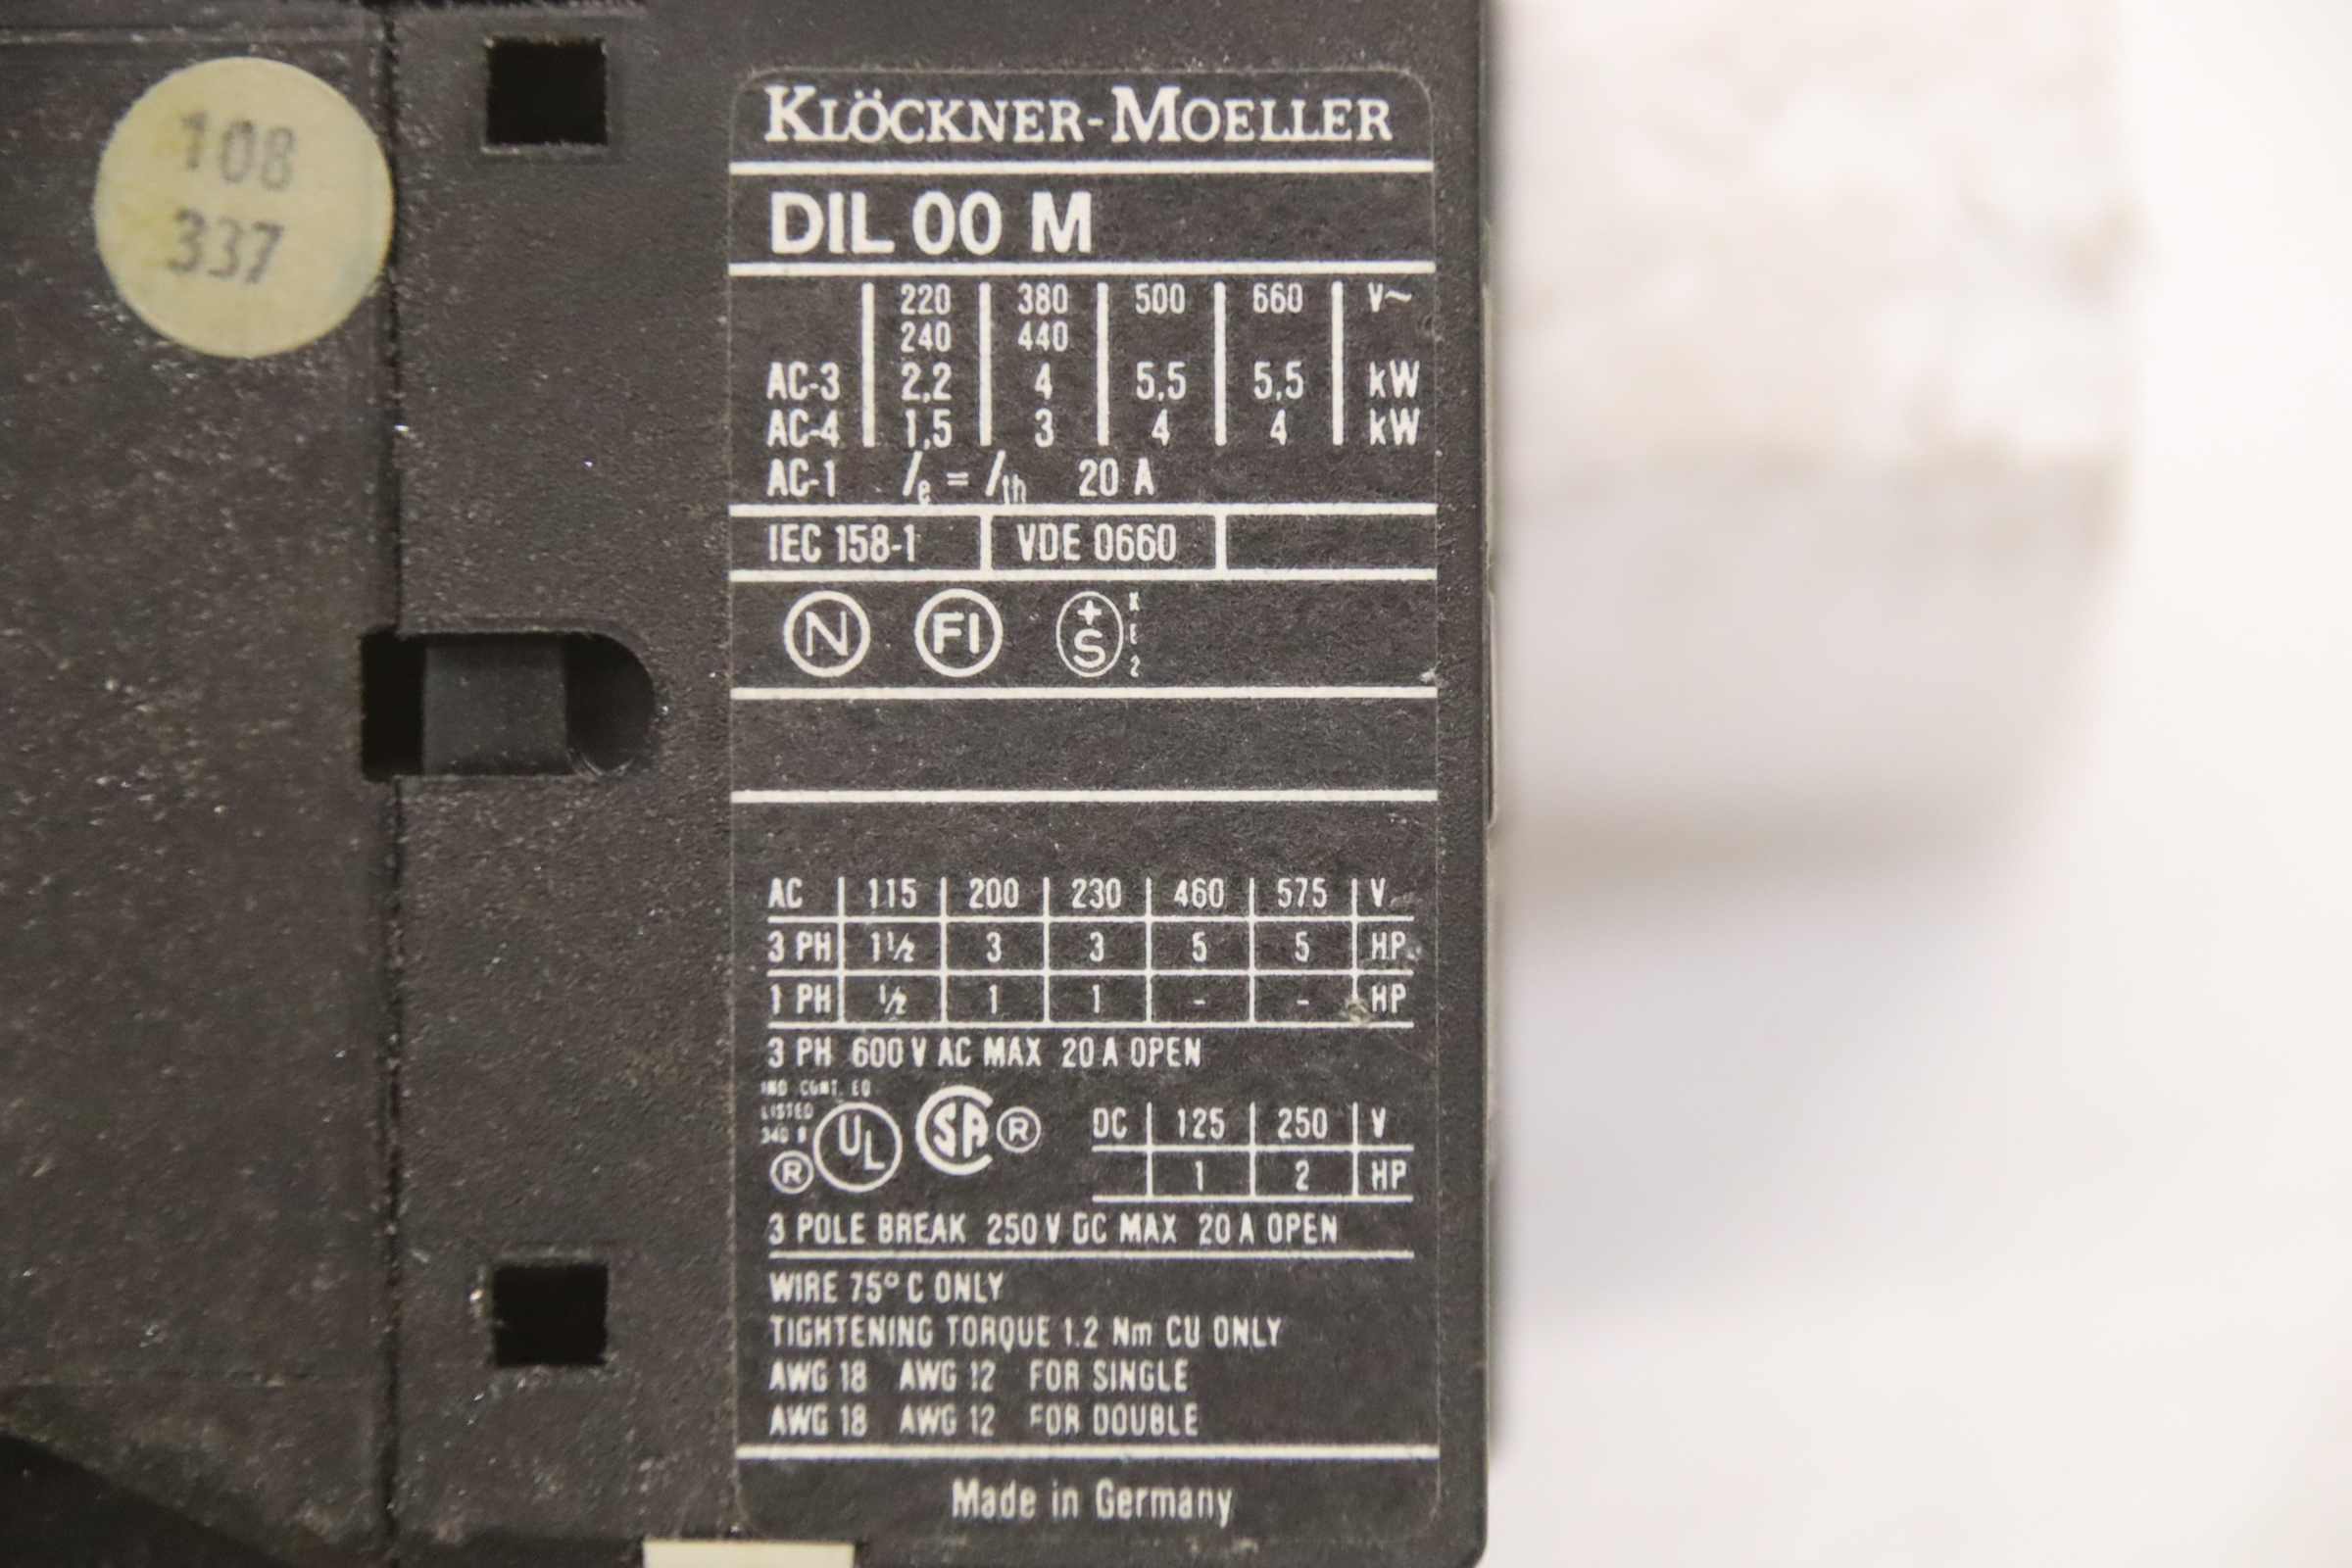 108
337
KLÖCKNER-MOELLER
DIL 00 M
220 380 500 660 V~
240 440
AC-3 2,2 4 5,5 5,5 kW
AC-4 1,5 3 4 4 kW
AC-1 Ie = Ith 20 A
IEC 158-1 VDE 0660
N FI +S KE2
AC 115 200 230 460 575 V
3 PH 1½ 3 3 5 5 HP
1 PH ½ 1 1 - - HP
3 PH 600 V AC MAX 20 A OPEN
IND. CONT. EQ
LISTED
UL ® SA ®
DC 125 250 V
1 2 HP
3 POLE BREAK 250 V DC MAX 20 A OPEN
WIRE 75° C ONLY
TIGHTENING TORQUE 1.2 Nm CU ONLY
AWG 18 AWG 12 FOR SINGLE
AWG 18 AWG 12 FOR DOUBLE
Made in Germany